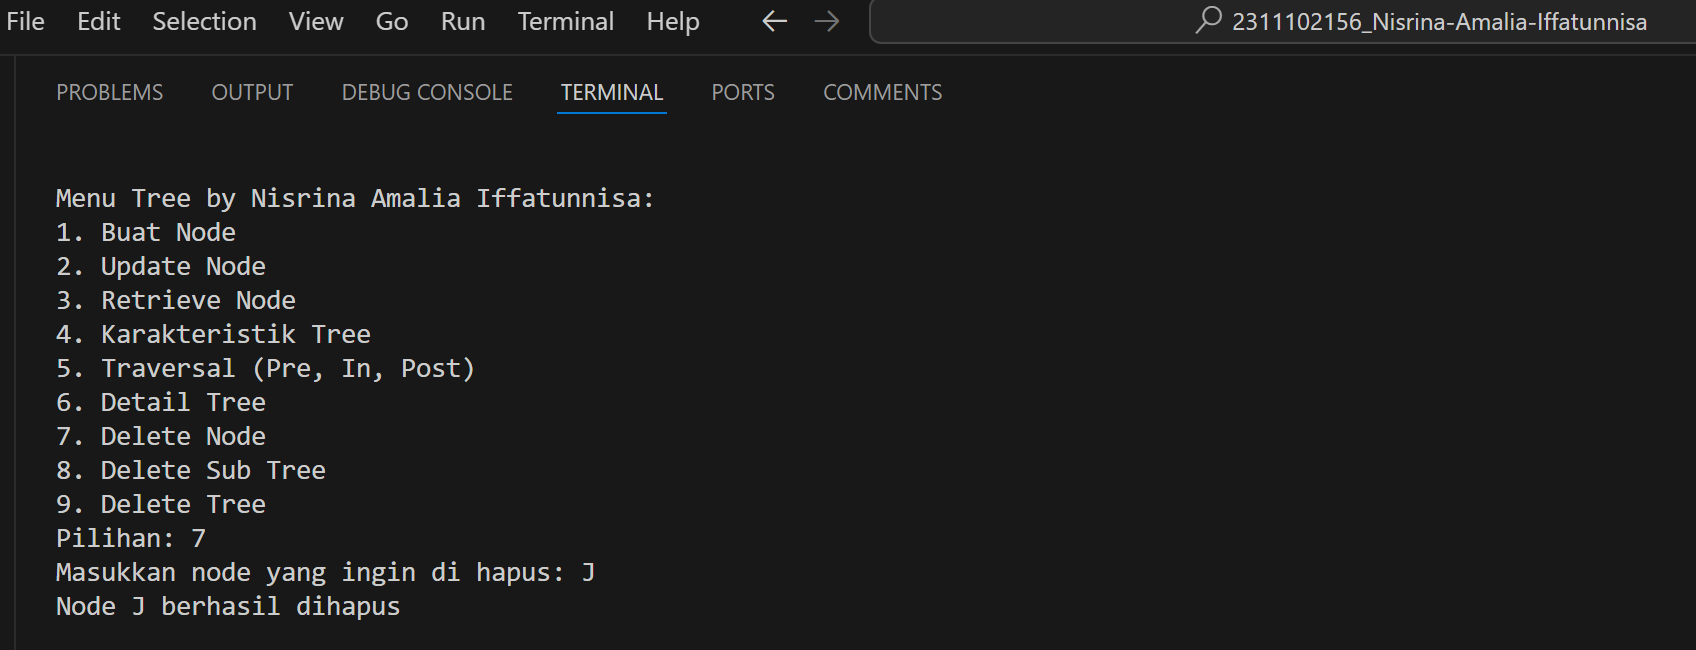 File Edit Selection View Go Run Terminal Help 2311102156_Nisrina-Amalia-Iffatunnisa
PROBLEMS OUTPUT DEBUG CONSOLE TERMINAL PORTS COMMENTS
Menu Tree by Nisrina Amalia Iffatunnisa:
1. Buat Node
2. Update Node
3. Retrieve Node
4. Karakteristik Tree
5. Traversal (Pre, In, Post)
6. Detail Tree
7. Delete Node
8. Delete Sub Tree
9. Delete Tree
Pilihan: 7
Masukkan node yang ingin di hapus: J
Node J berhasil dihapus